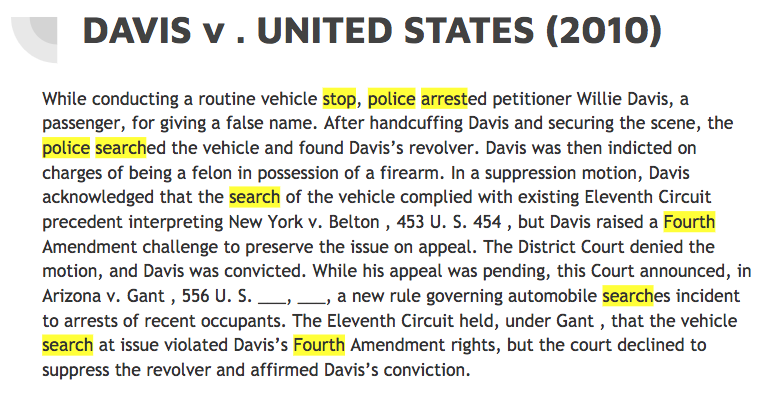 DAVIS v . UNITED STATES (2010)
While conducting a routine vehicle stop, police arrested petitioner Willie Davis, a
passenger, for giving a false name. After handcuffing Davis and securing the scene, the
police searched the vehicle and found Davis’s revolver. Davis was then indicted on
charges of being a felon in possession of a firearm. In a suppression motion, Davis
acknowledged that the search of the vehicle complied with existing Eleventh Circuit
precedent interpreting New York v. Belton , 453 U. S. 454 , but Davis raised a Fourth
Amendment challenge to preserve the issue on appeal. The District Court denied the
motion, and Davis was convicted. While his appeal was pending, this Court announced, in
Arizona v. Gant , 556 U. S. ___, ___, a new rule governing automobile searches incident
to arrests of recent occupants. The Eleventh Circuit held, under Gant , that the vehicle
search at issue violated Davis’s Fourth Amendment rights, but the court declined to
suppress the revolver and affirmed Davis’s conviction.